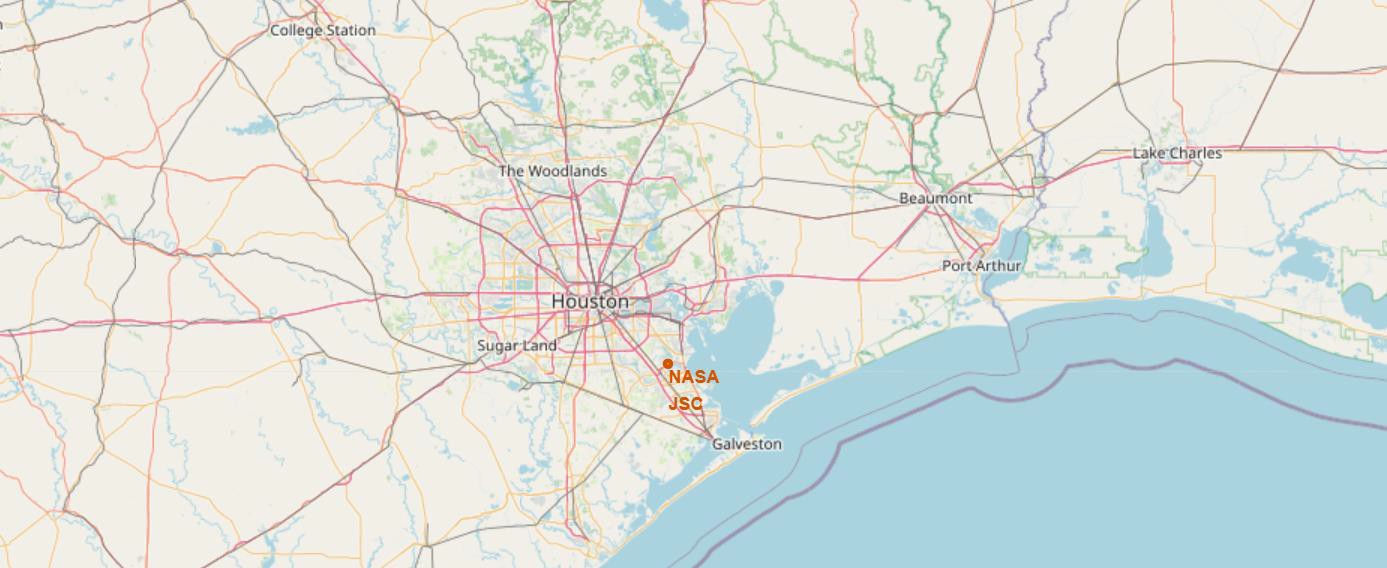 College Station
The Woodlands
Lake Charles
Beaumont
Port Arthur
Houston
Sugar Land
NASA
JSC
Galveston